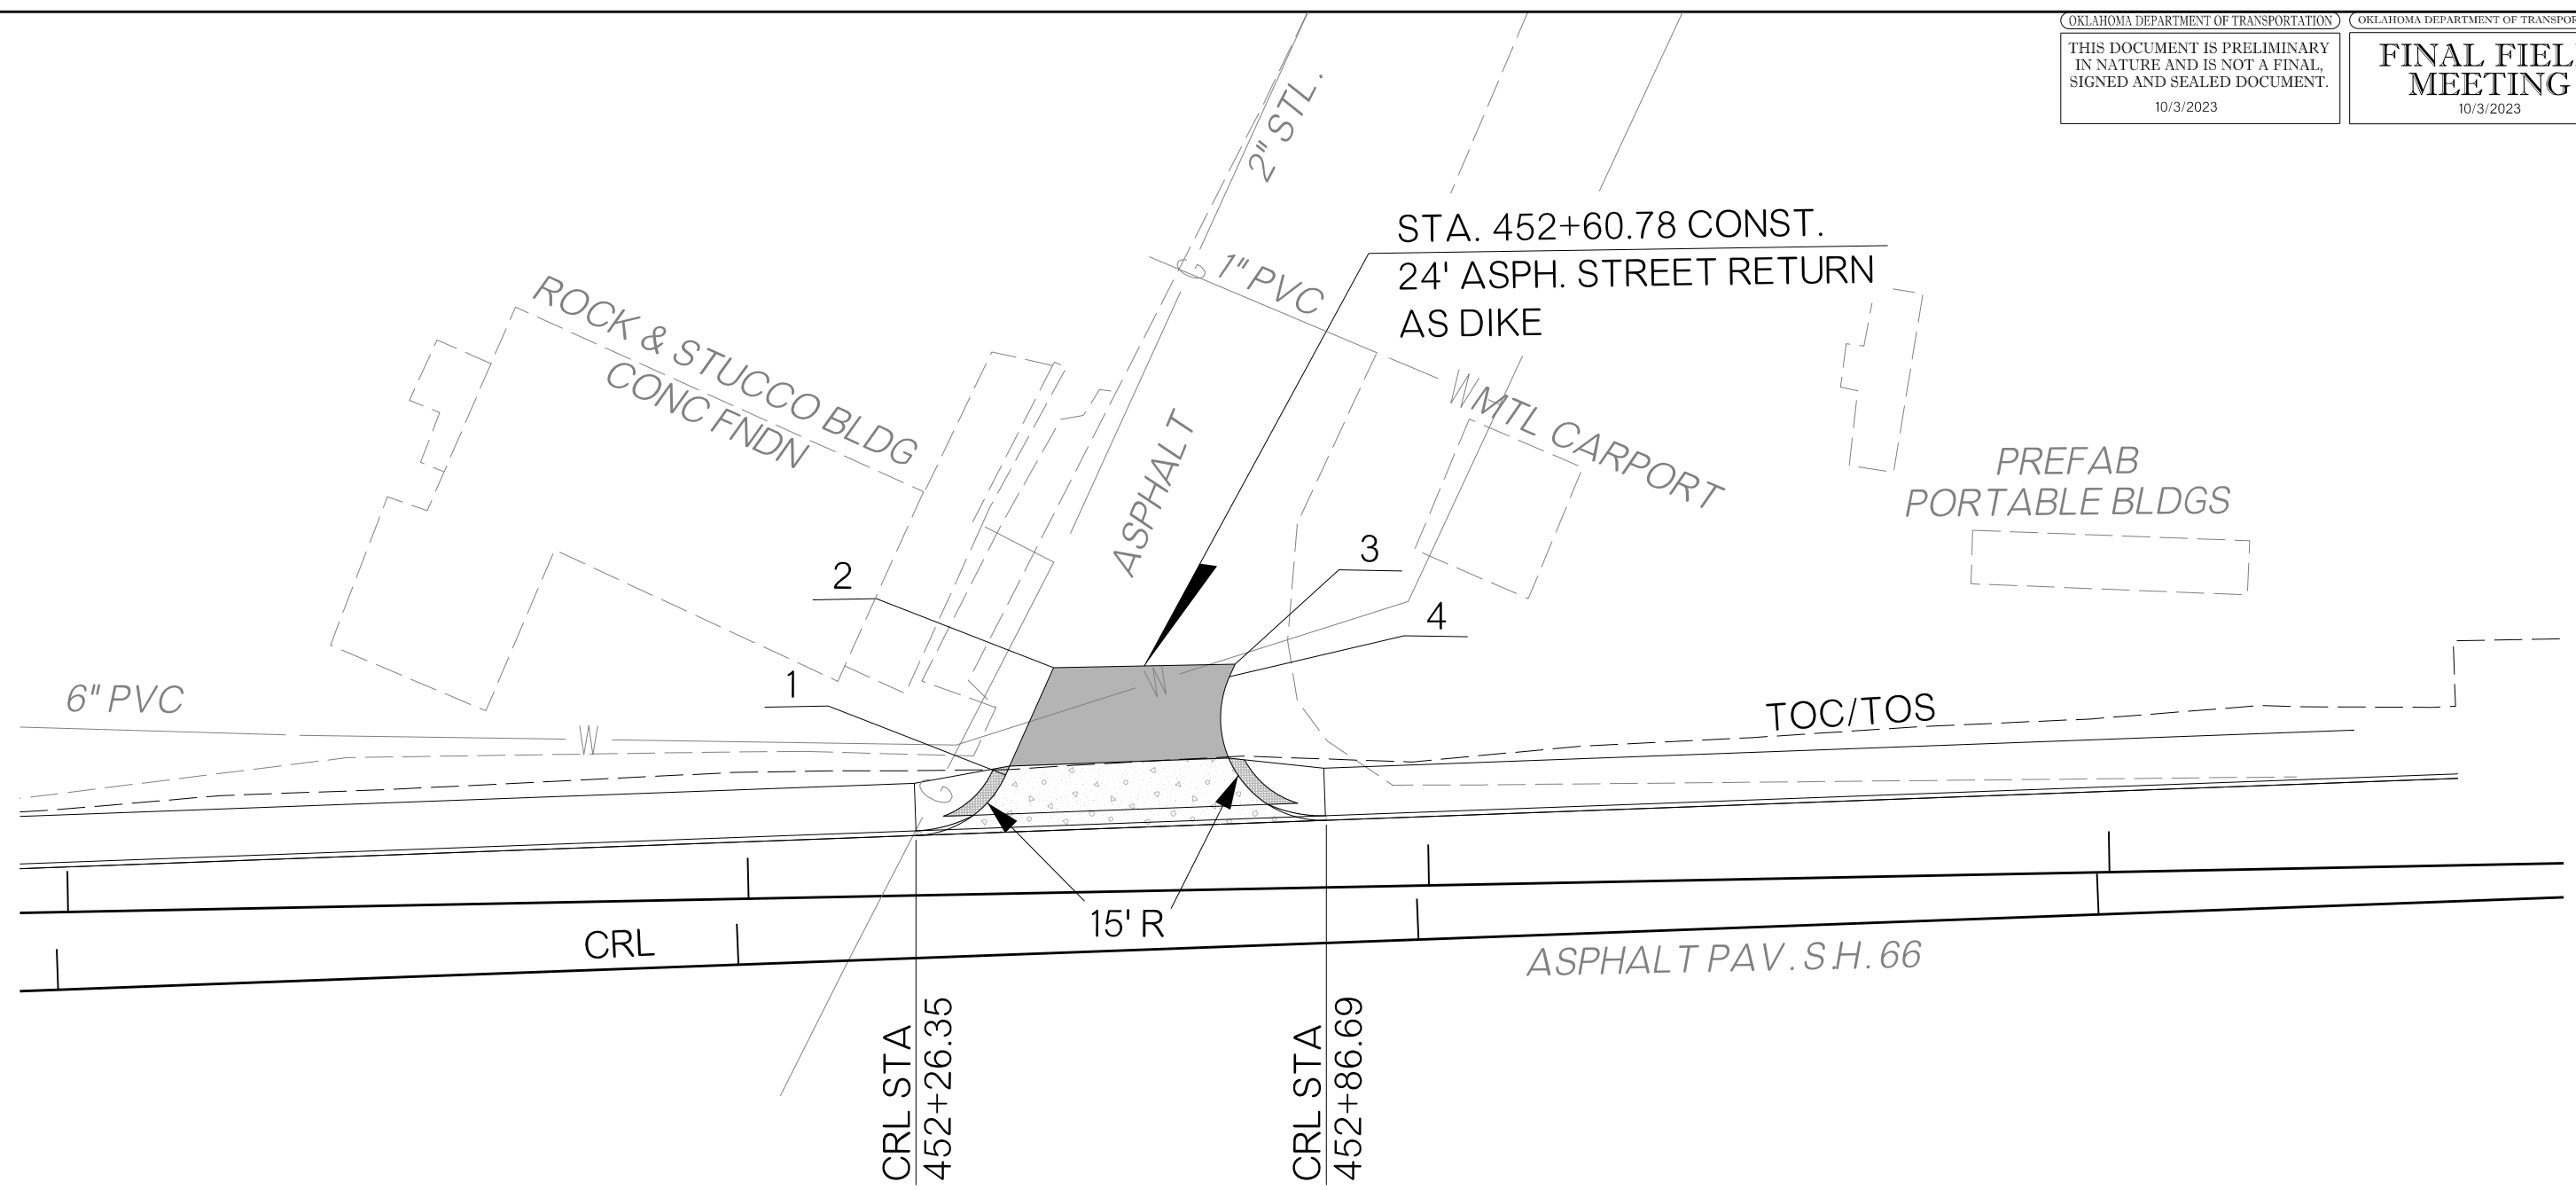 OKLAHOMA DEPARTMENT OF TRANSPORTATION
THIS DOCUMENT IS PRELIMINARY
IN NATURE AND IS NOT A FINAL,
SIGNED AND SEALED DOCUMENT.
10/3/2023
OKLAHOMA DEPARTMENT OF TRANSPOR
FINAL FIEL
MEETING
10/3/2023
2" STL.
STA. 452+60.78 CONST.
24' ASPH. STREET RETURN
AS DIKE
1" PVC
ROCK & STUCCO BLDG
CONC FNDN
W
MTL CARPORT
ASPHALT
PREFAB
PORTABLE BLDGS
2
3
4
1
W
6" PVC
W
TOC/TOS
15' R
CRL
ASPHALT PAV. S.H. 66
CRL STA
452+26.35
CRL STA
452+86.69